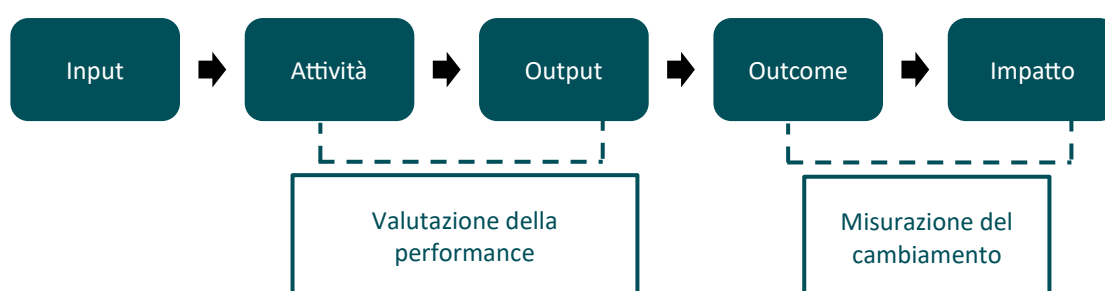 Input
Attività
Output
Outcome
Impatto
Valutazione della
performance
Misurazione del
cambiamento